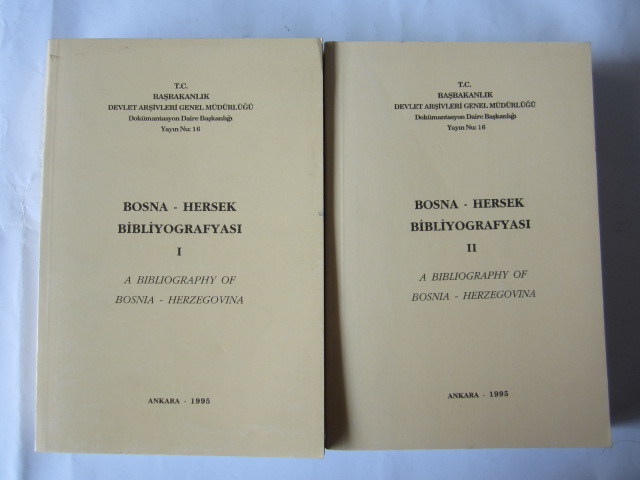 T.C.
BAŞBAKANLIK
DEVLET ARŞİVLERİ GENEL MÜDÜRLÜĞÜ
Dokümantasyon Daire Başkanlığı
Yayın Nu: 16
BOSNA - HERSEK
BİBLİYOGRAFYASI
I
A BIBLIOGRAPHY OF
BOSNIA - HERZEGOVINA
ANKARA - 1995
T.C.
BAŞBAKANLIK
DEVLET ARŞİVLERİ GENEL MÜDÜRLÜĞÜ
Dokümantasyon Daire Başkanlığı
Yayın Nu: 16
BOSNA - HERSEK
BİBLİYOGRAFYASI
II
A BIBLIOGRAPHY OF
BOSNIA - HERZEGOVINA
ANKARA - 1995